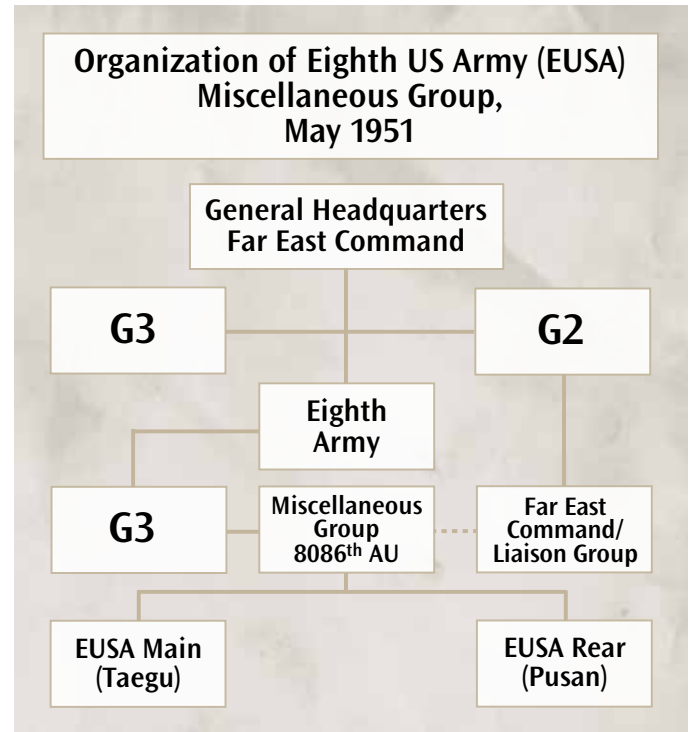 Organization of Eighth US Army (EUSA)
Miscellaneous Group,
May 1951
General Headquarters
Far East Command
G3
G2
Eighth
Army
G3
Miscellaneous
Group
8086th AU
Far East
Command/
Liaison Group
EUSA Main
(Taegu)
EUSA Rear
(Pusan)